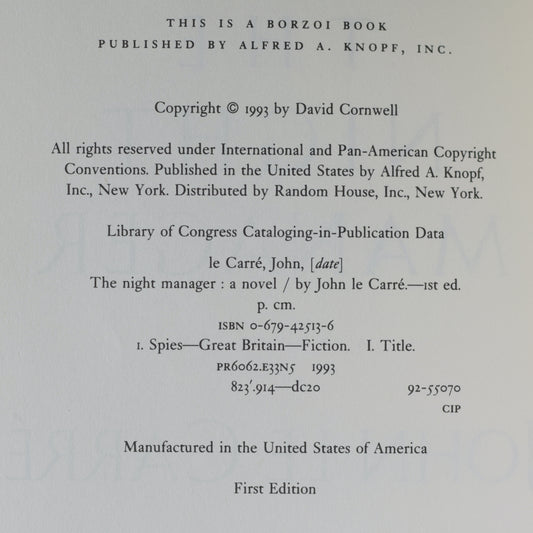 THIS IS A BORZOI BOOK
PUBLISHED BY ALFRED A. KNOPF, INC.
Copyright © 1993 by David Cornwell
All rights reserved under International and Pan-American Copyright
Conventions. Published in the United States by Alfred A. Knopf,
Inc., New York. Distributed by Random House, Inc., New York.
Library of Congress Cataloging-in-Publication Data
le Carré, John, [date]
The night manager : a novel / by John le Carré.—1st ed.
p. cm.
ISBN 0-679-42513-6
1. Spies—Great Britain—Fiction. I. Title.
PR6062.E33N5 1993
823'.914—dc20 92-55070
CIP
Manufactured in the United States of America
First Edition